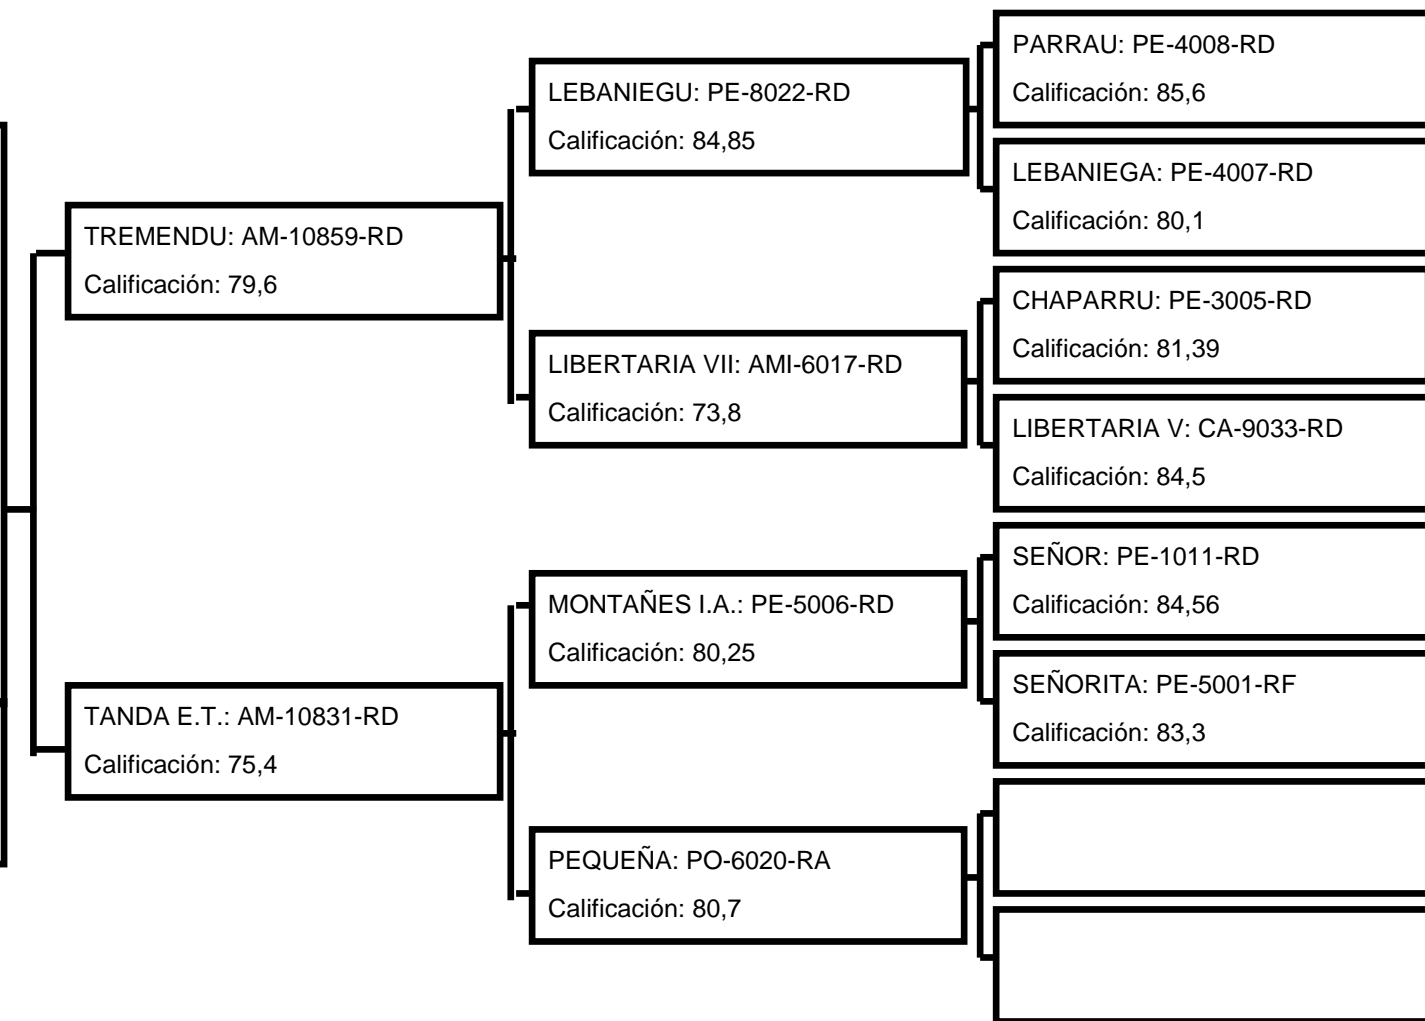 PARRAU: PE-4008-RD
Calificación: 85,6
LEBANIEGU: PE-8022-RD
Calificación: 84,85
LEBANIEGA: PE-4007-RD
Calificación: 80,1
TREMENDU: AM-10859-RD
Calificación: 79,6
CHAPARRU: PE-3005-RD
Calificación: 81,39
LIBERTARIA VII: AMI-6017-RD
Calificación: 73,8
LIBERTARIA V: CA-9033-RD
Calificación: 84,5
SEÑOR: PE-1011-RD
Calificación: 84,56
MONTAÑES I.A.: PE-5006-RD
Calificación: 80,25
SEÑORITA: PE-5001-RF
Calificación: 83,3
TANDA E.T.: AM-10831-RD
Calificación: 75,4
PEQUEÑA: PO-6020-RA
Calificación: 80,7